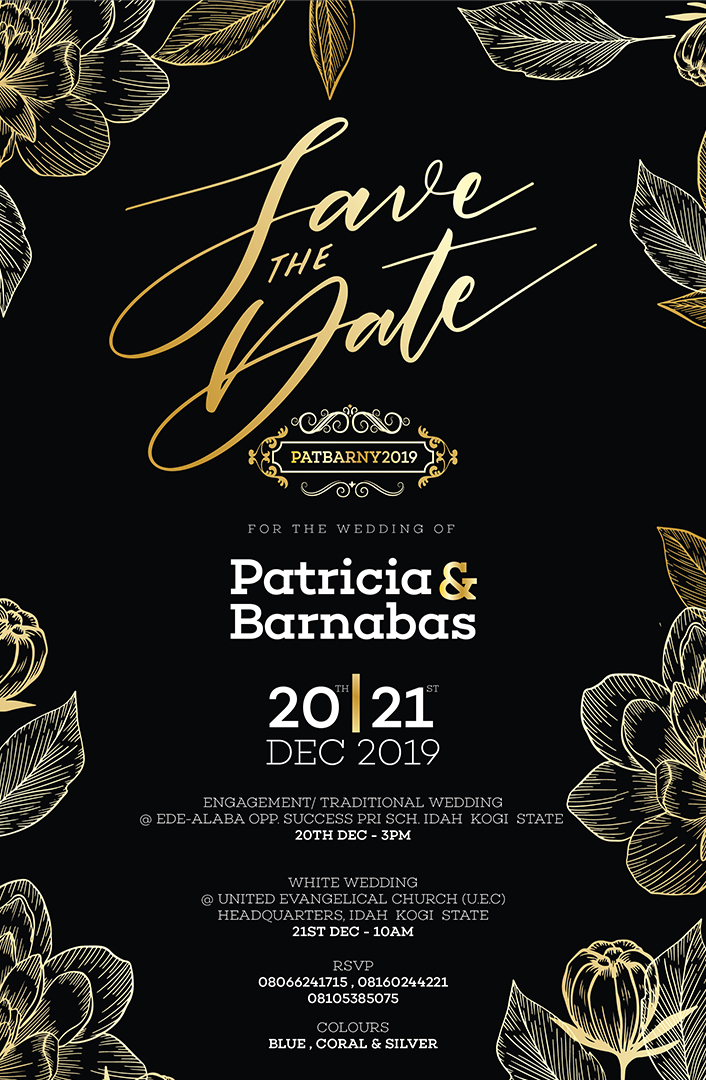 Save
THE
Date
PATBARNY2019
FOR THE WEDDING OF
Patricia &
Barnabas
20TH | 21ST
DEC 2019
ENGAGEMENT/ TRADITIONAL WEDDING
@ EDE-ALABA OPP. SUCCESS PRI SCH. IDAH KOGI STATE
20TH DEC - 3PM
WHITE WEDDING
@ UNITED EVANGELICAL CHURCH (U.E.C)
HEADQUARTERS, IDAH KOGI STATE
21ST DEC - 10AM
RSVP
08066241715 , 08160244221
08105385075
COLOURS
BLUE , CORAL & SILVER